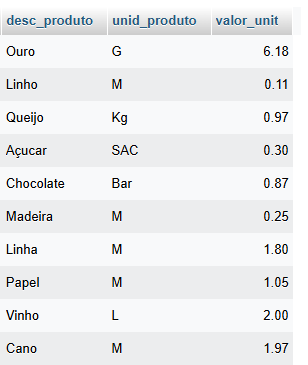 desc_produto unid_produto valor_unit
Ouro G 6.18
Linho M 0.11
Queijo Kg 0.97
Açucar SAC 0.30
Chocolate Bar 0.87
Madeira M 0.25
Linha M 1.80
Papel M 1.05
Vinho L 2.00
Cano M 1.97